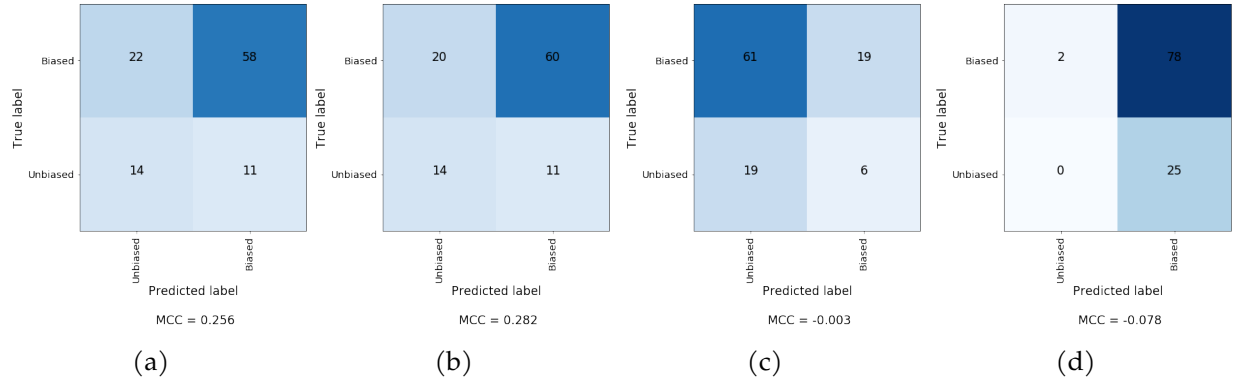 Biased
22
58
True label
Unbiased
14
11
Unbiased
Biased
Predicted label
MCC = 0.256
(a)
Biased
20
60
True label
Unbiased
14
11
Unbiased
Biased
Predicted label
MCC = 0.282
(b)
Biased
61
19
True label
Unbiased
19
6
Unbiased
Biased
Predicted label
MCC = -0.003
(c)
Biased
2
78
True label
Unbiased
0
25
Unbiased
Biased
Predicted label
MCC = -0.078
(d)